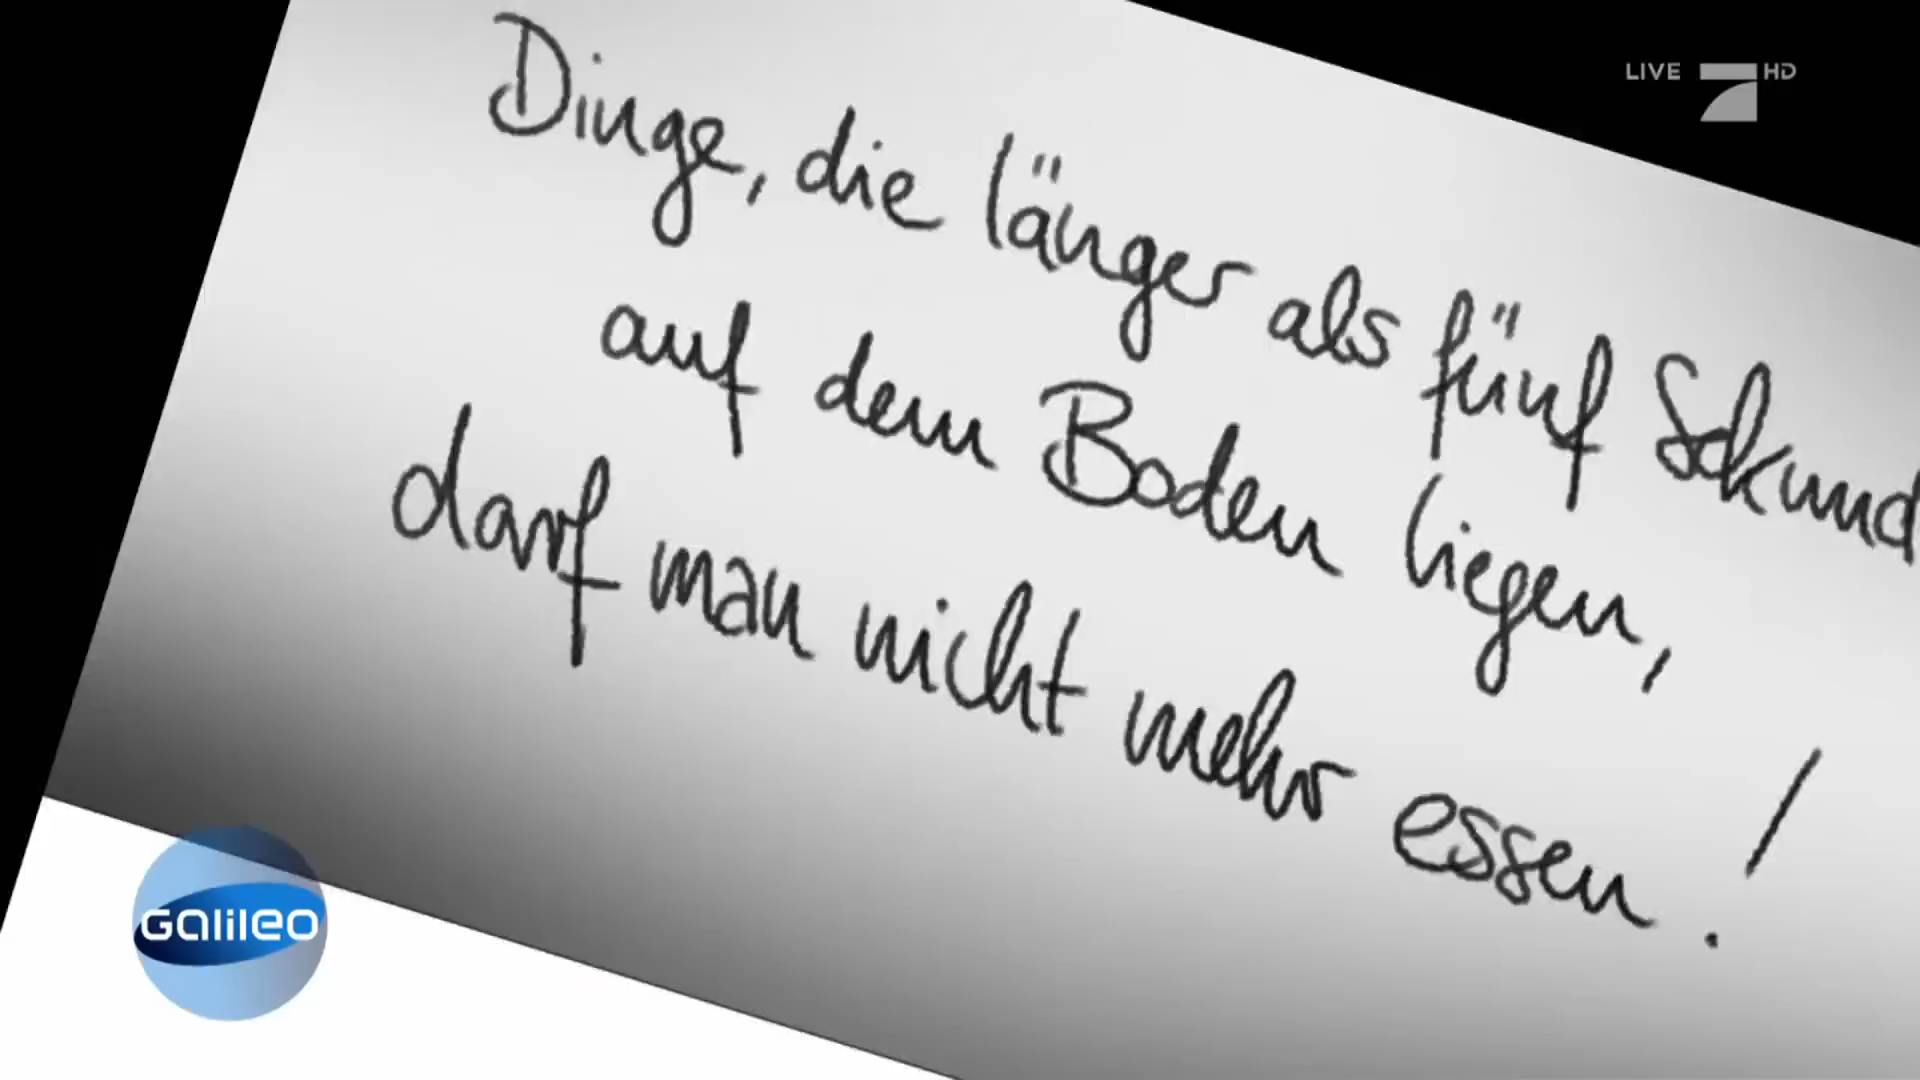 LIVE HD
Dinge, die länger als fünf Sekund
auf dem Boden liegen,
darf man nicht mehr essen!
Galileo